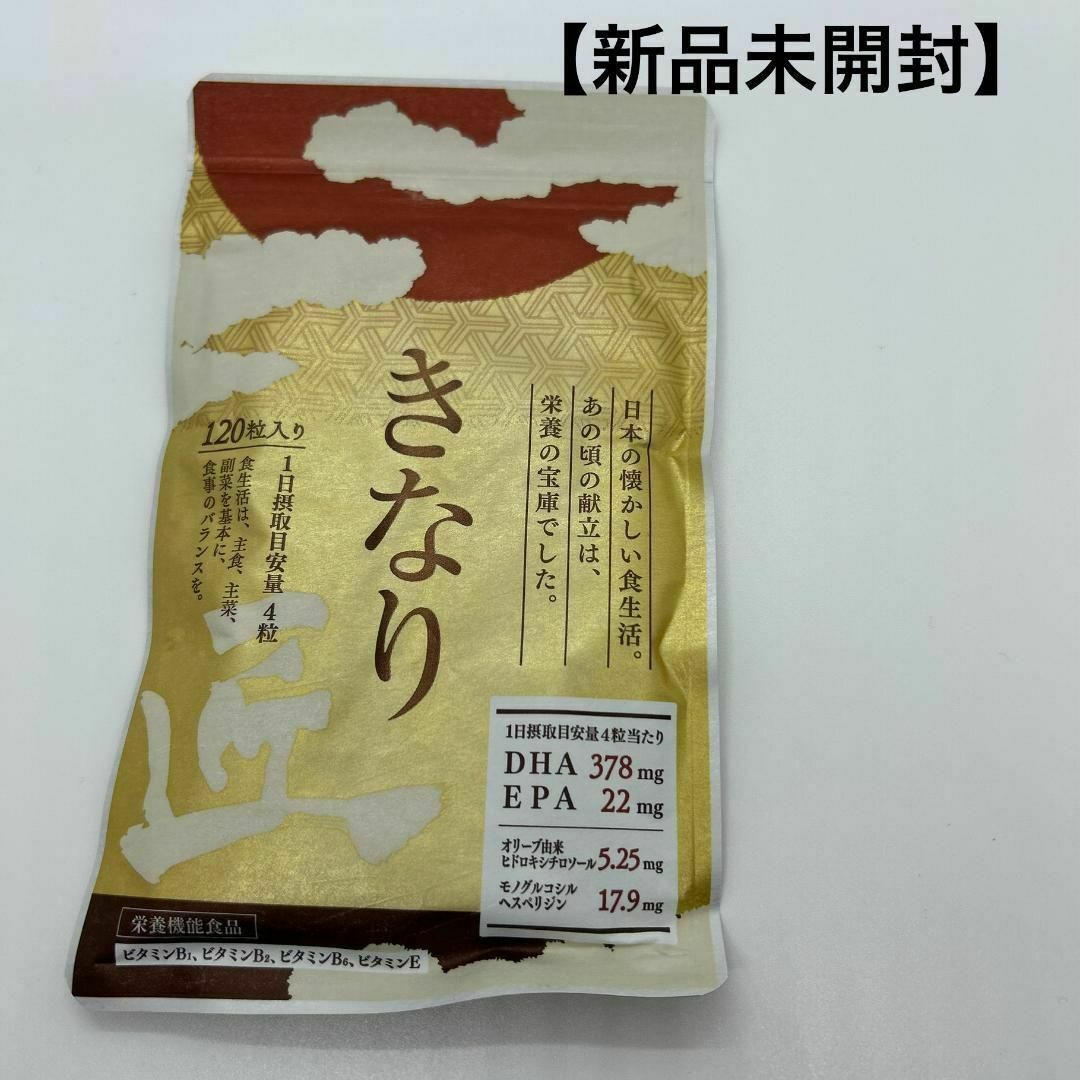 【新品未開封】
きなり
日本の懐かしい食生活。
あの頃の献立は、
栄養の宝庫でした。
120粒入り
1日摂取目安量 4粒
食生活は、主食、主菜、
副菜を基本に、
食事のバランスを。
匠
1日摂取目安量4粒当たり
DHA 378mg
EPA 22mg
オリーブ由来
ヒドロキシチロソール5.25mg
モノグルコシル
ヘスペリジン 17.9mg
栄養機能食品
ビタミンB1、ビタミンB2、ビタミンB6、ビタミンE